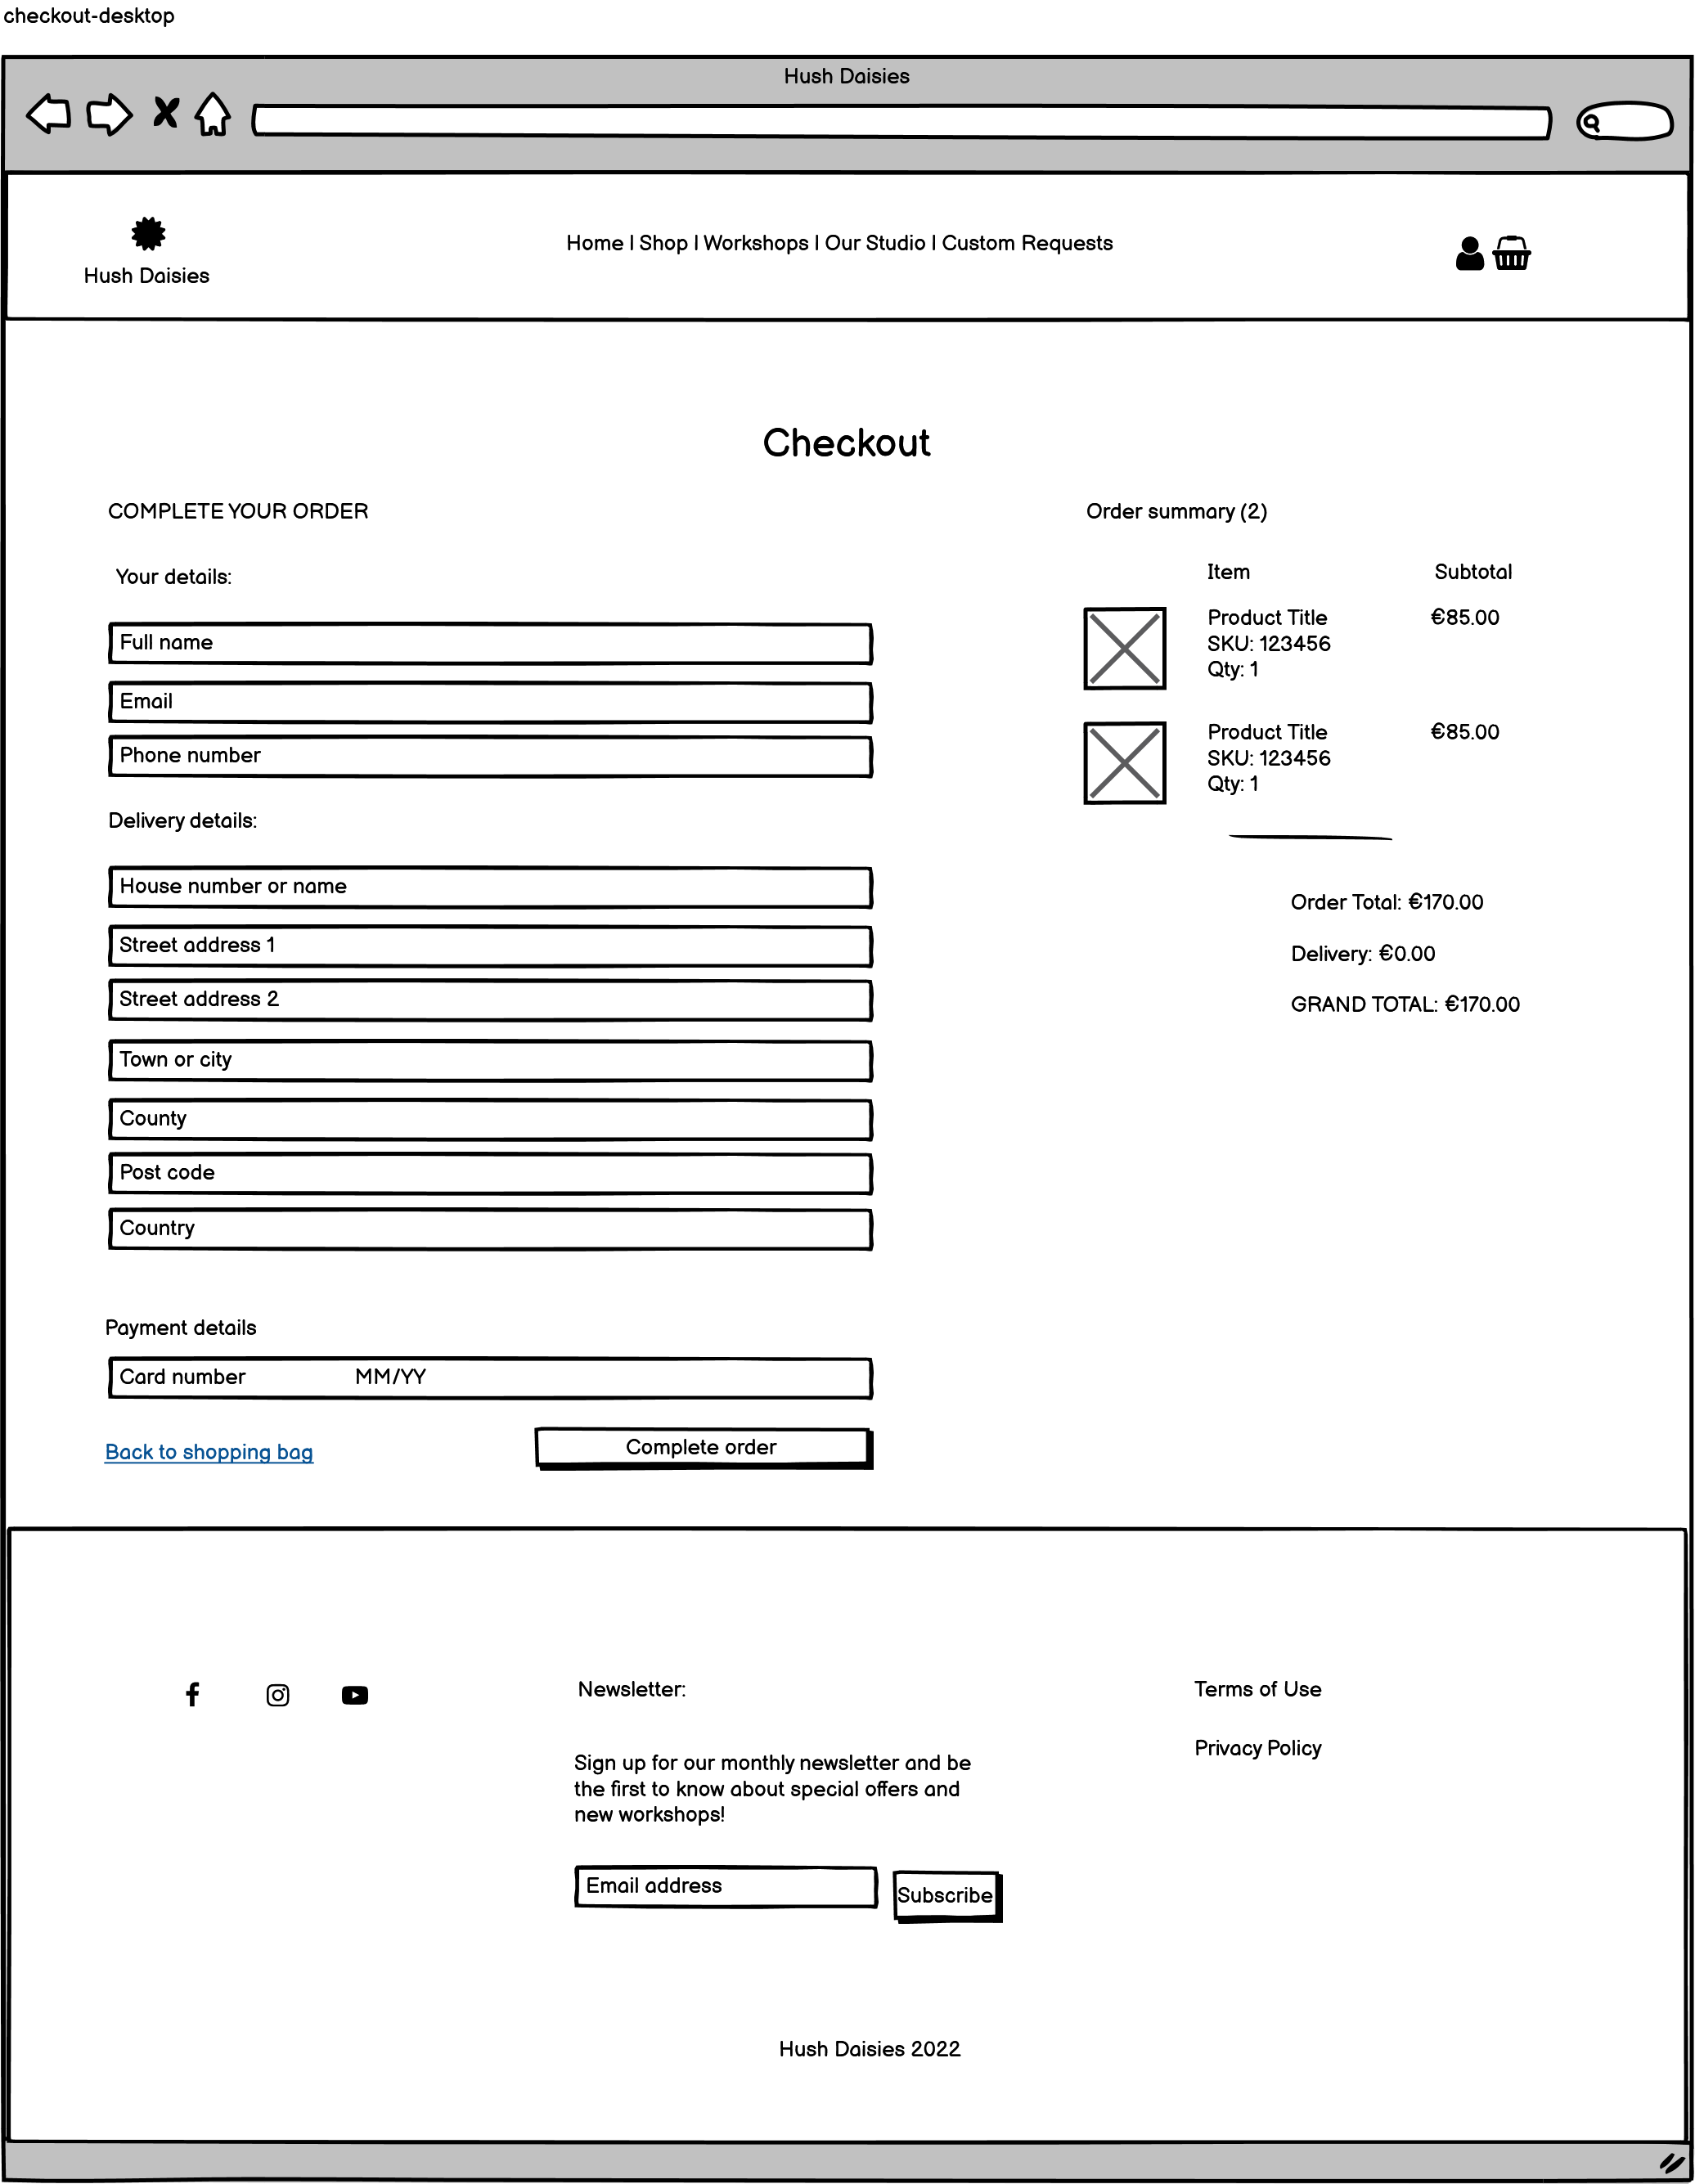 checkout-desktop
Hush Daisies
Home | Shop | Workshops | Our Studio | Custom Requests
Hush Daisies
Checkout
COMPLETE YOUR ORDER
Your details:
Full name
Email
Phone number
Delivery details:
House number or name
Street address 1
Street address 2
Town or city
County
Post code
Country
Payment details
Card number MM/YY
Back to shopping bag
Complete order
Order summary (2)
Item Subtotal
Product Title €85.00
SKU: 123456
Qty: 1
Product Title €85.00
SKU: 123456
Qty: 1
Order Total: €170.00
Delivery: €0.00
GRAND TOTAL: €170.00
Newsletter:
Sign up for our monthly newsletter and be
the first to know about special offers and
new workshops!
Email address
Subscribe
Terms of Use
Privacy Policy
Hush Daisies 2022